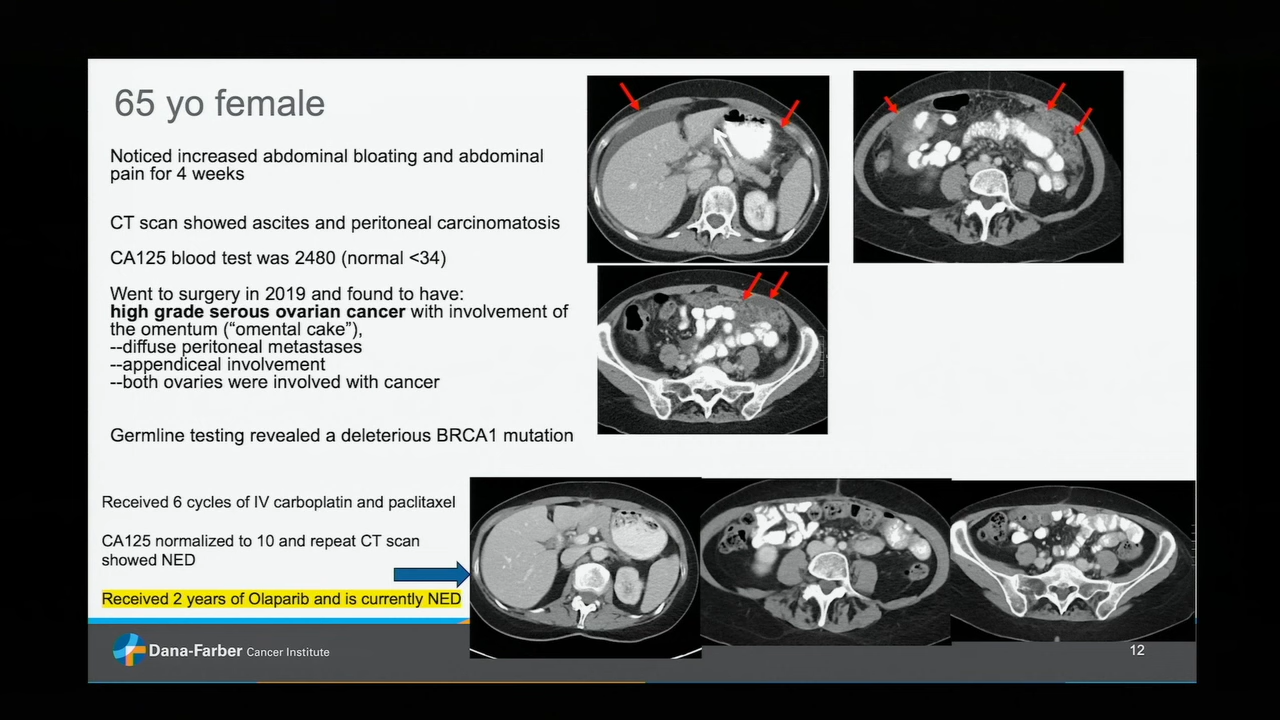 65 yo female
Noticed increased abdominal bloating and abdominal
pain for 4 weeks
CT scan showed ascites and peritoneal carcinomatosis
CA125 blood test was 2480 (normal <34)
Went to surgery in 2019 and found to have:
high grade serous ovarian cancer with involvement of
the omentum (“omental cake”),
--diffuse peritoneal metastases
--appendiceal involvement
--both ovaries were involved with cancer
Germline testing revealed a deleterious BRCA1 mutation
Received 6 cycles of IV carboplatin and paclitaxel
CA125 normalized to 10 and repeat CT scan
showed NED
Received 2 years of Olaparib and is currently NED
Dana-Farber Cancer Institute
12